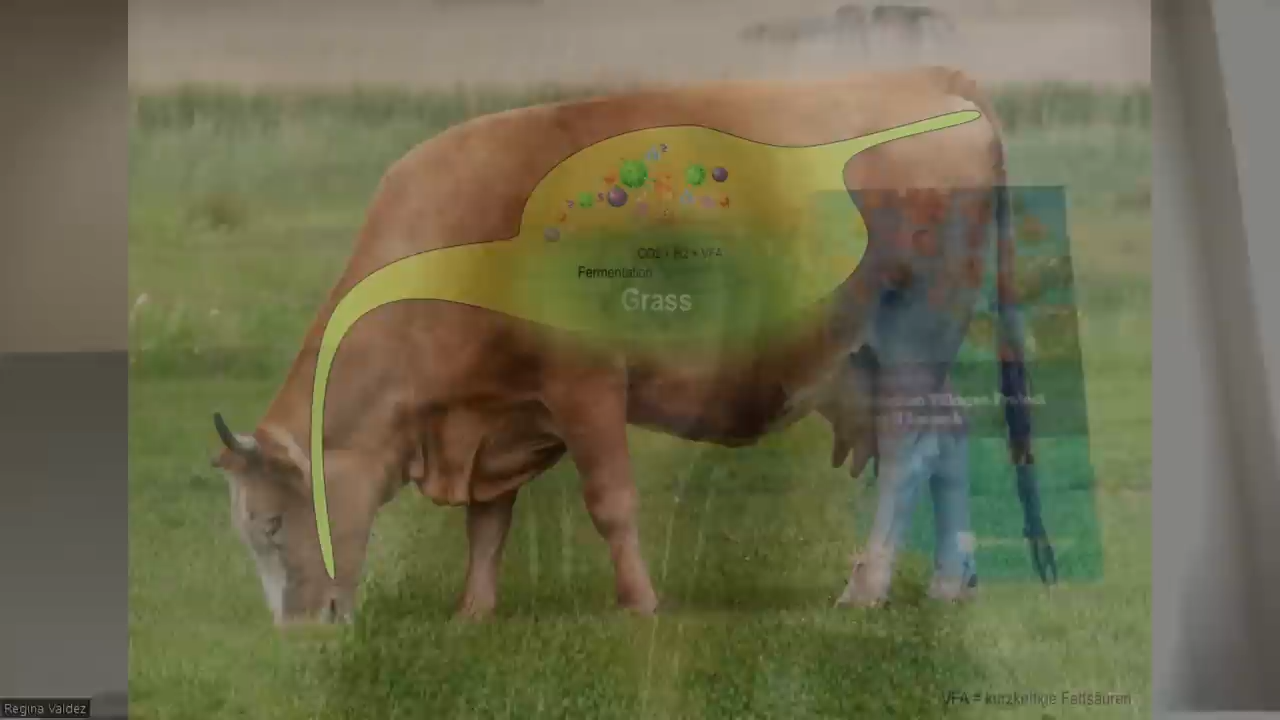 CO2 + H2 + VFA
Fermentation
Grass
VFA = kurzkettige Fettsäuren
Regina Valdez